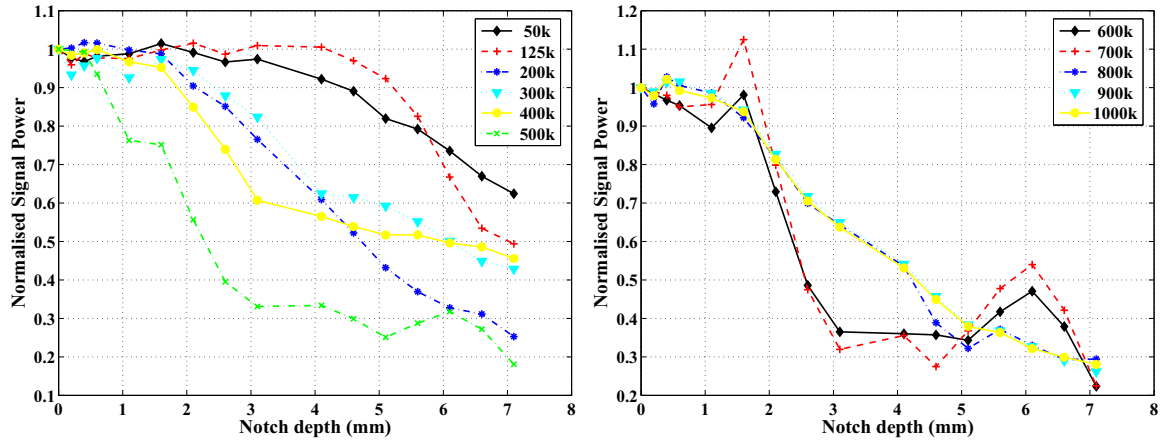 1.1
1
0.9
0.8
0.7
0.6
0.5
0.4
0.3
0.2
0.1
Normalised Signal Power
0 1 2 3 4 5 6 7 8
Notch depth (mm)
50k
125k
200k
300k
400k
500k
1.2
1.1
1
0.9
0.8
0.7
0.6
0.5
0.4
0.3
0.2
Normalised Signal Power
0 1 2 3 4 5 6 7 8
Notch depth (mm)
600k
700k
800k
900k
1000k